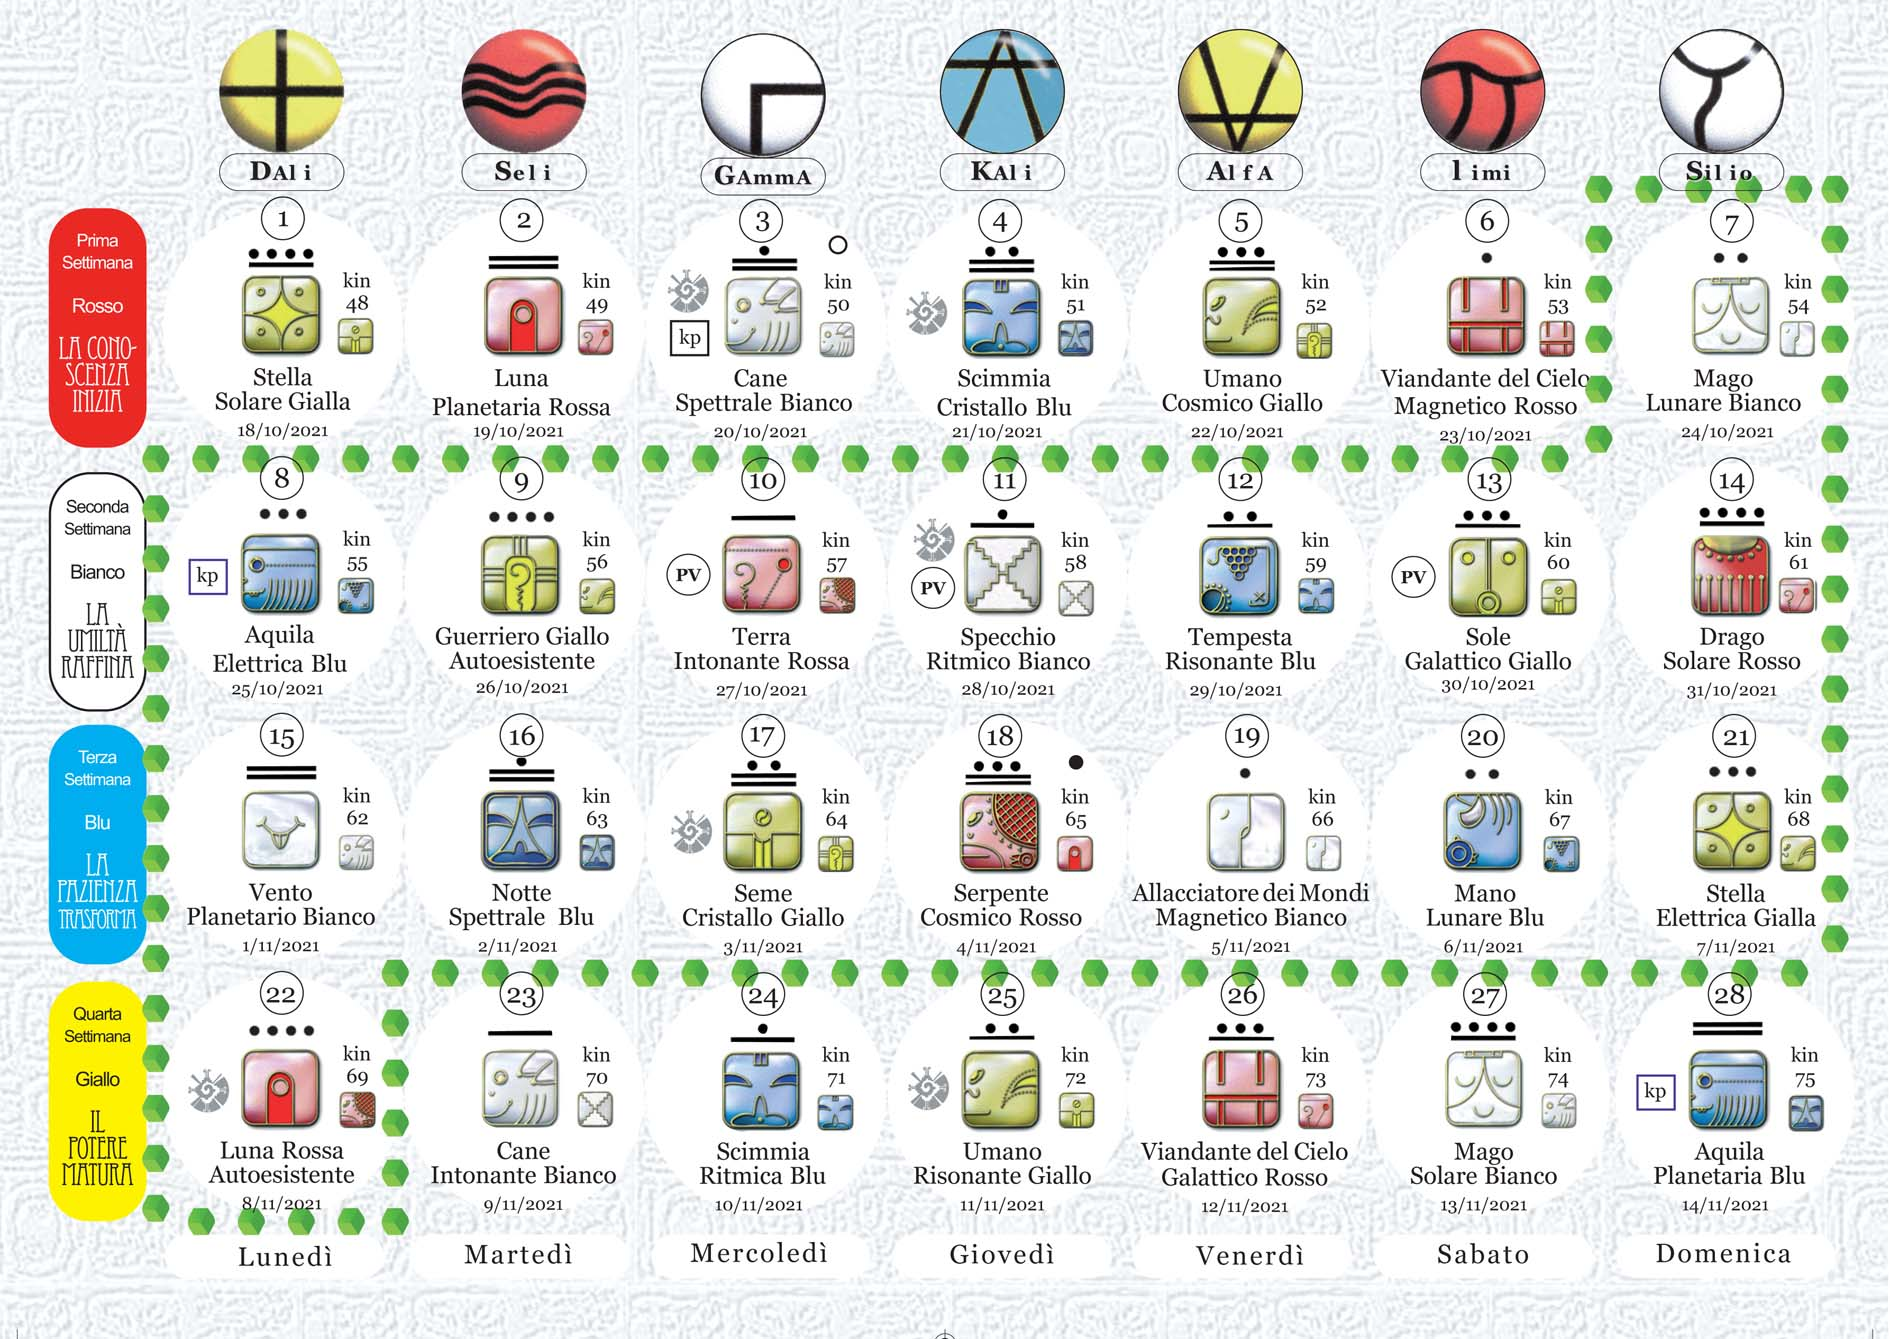 DAli
Seli
GAmmA
KAli
AlfA
limi
Silio
Prima
Settimana
Rosso
LA CONO-
SCENZA
INIZIA
1
kin
48
Stella
Solare Gialla
18/10/2021
2
kin
49
Luna
Planetaria Rossa
19/10/2021
3
kp
kin
50
Cane
Spettrale Bianco
20/10/2021
4
kin
51
Scimmia
Cristallo Blu
21/10/2021
5
kin
52
Umano
Cosmico Giallo
22/10/2021
6
kin
53
Viandante del Cielo
Magnetico Rosso
23/10/2021
7
kin
54
Mago
Lunare Bianco
24/10/2021
Seconda
Settimana
Bianco
LA
UMILTÀ
RAFFINA
8
kp
kin
55
Aquila
Elettrica Blu
25/10/2021
9
kin
56
Guerriero Giallo
Autoesistente
26/10/2021
10
PV
kin
57
Terra
Intonante Rossa
27/10/2021
11
PV
kin
58
Specchio
Ritmico Bianco
28/10/2021
12
kin
59
Tempesta
Risonante Blu
29/10/2021
13
PV
kin
60
Sole
Galattico Giallo
30/10/2021
14
kin
61
Drago
Solare Rosso
31/10/2021
Terza
Settimana
Blu
LA
PAZIENZA
TRASFORMA
15
kin
62
Vento
Planetario Bianco
1/11/2021
16
kin
63
Notte
Spettrale Blu
2/11/2021
17
kin
64
Seme
Cristallo Giallo
3/11/2021
18
kin
65
Serpente
Cosmico Rosso
4/11/2021
19
kin
66
Allacciatore dei Mondi
Magnetico Bianco
5/11/2021
20
kin
67
Mano
Lunare Blu
6/11/2021
21
kin
68
Stella
Elettrica Gialla
7/11/2021
Quarta
Settimana
Giallo
IL
POTERE
MATURA
22
kin
69
Luna Rossa
Autoesistente
8/11/2021
23
kin
70
Cane
Intonante Bianco
9/11/2021
24
kin
71
Scimmia
Ritmica Blu
10/11/2021
25
kin
72
Umano
Risonante Giallo
11/11/2021
26
kin
73
Viandante del Cielo
Galattico Rosso
12/11/2021
27
kin
74
Mago
Solare Bianco
13/11/2021
28
kp
kin
75
Aquila
Planetaria Blu
14/11/2021
Lunedì
Martedì
Mercoledì
Giovedì
Venerdì
Sabato
Domenica